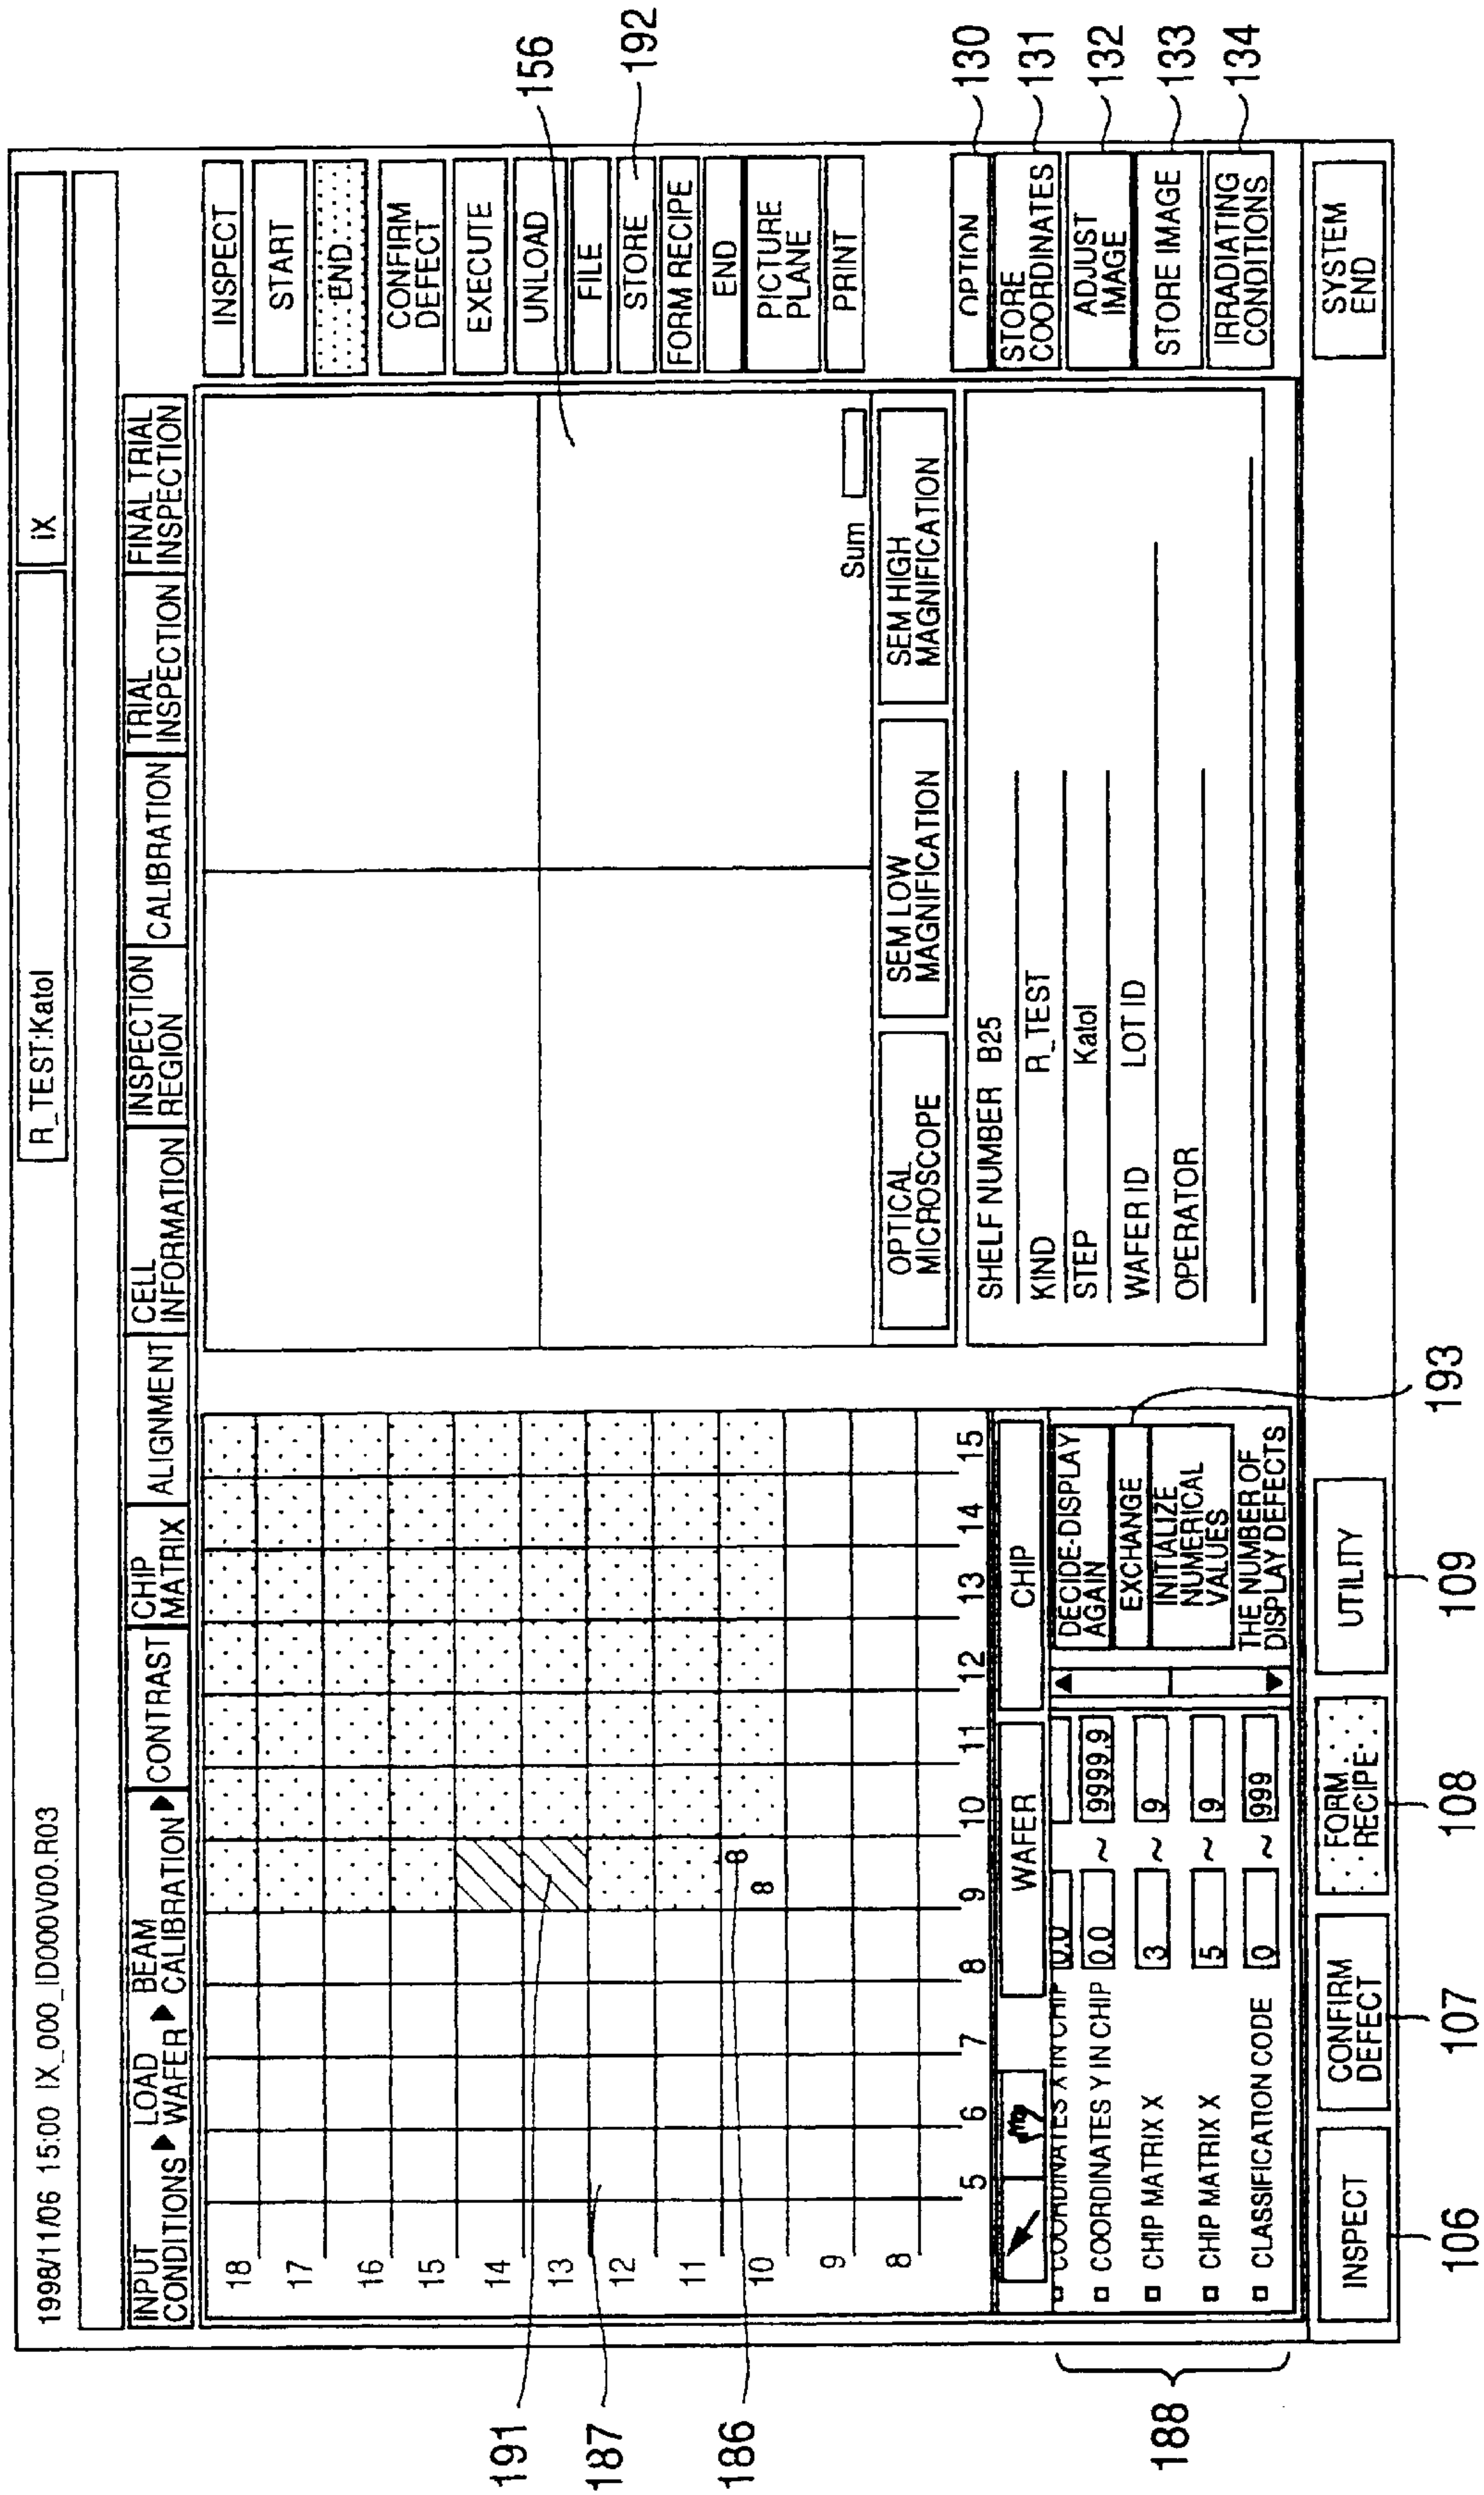 1998/11/06 15:00 IX_000_ID000V00.R03
R_TEST:Katol
iX
INPUT CONDITIONS
LOAD WAFER
BEAM CALIBRATION
CONTRAST
CHIP MATRIX
ALIGNMENT
CELL INFORMATION
INSPECTION REGION
CALIBRATION
TRIAL INSPECTION
FINAL TRIAL INSPECTION
18
17
16
15
14
13
12
11
10
9
8
5
6
7
8
9
10
11
12
13
14
15
8
8
INSPECT
START
END
CONFIRM
DEFECT
EXECUTE
UNLOAD
FILE
STORE
FORM RECIPE
END
PICTURE
PLANE
PRINT
OPTION
STORE
COORDINATES
ADJUST
IMAGE
STORE IMAGE
IRRADIATING
CONDITIONS
SYSTEM
END
Sum
OPTICAL
MICROSCOPE
SEM LOW
MAGNIFICATION
SEM HIGH
MAGNIFICATION
SHELF NUMBER B25
KIND R_TEST
STEP Katol
WAFER ID LOT ID
OPERATOR
WAFER
CHIP
COORDINATES X IN CHIP 0.0
COORDINATES Y IN CHIP 0.0 ~ 9999.9
CHIP MATRIX X 3 ~ 9
CHIP MATRIX X 5 ~ 9
CLASSIFICATION CODE 0 ~ 999
DECIDE-DISPLAY
AGAIN
EXCHANGE
INITIALIZE
NUMERICAL
VALUES
THE NUMBER OF
DISPLAY DEFECTS
INSPECT
CONFIRM
DEFECT
FORM
RECIPE
UTILITY
156
192
130
131
132
133
134
191
187
186
188
193
106
107
108
109